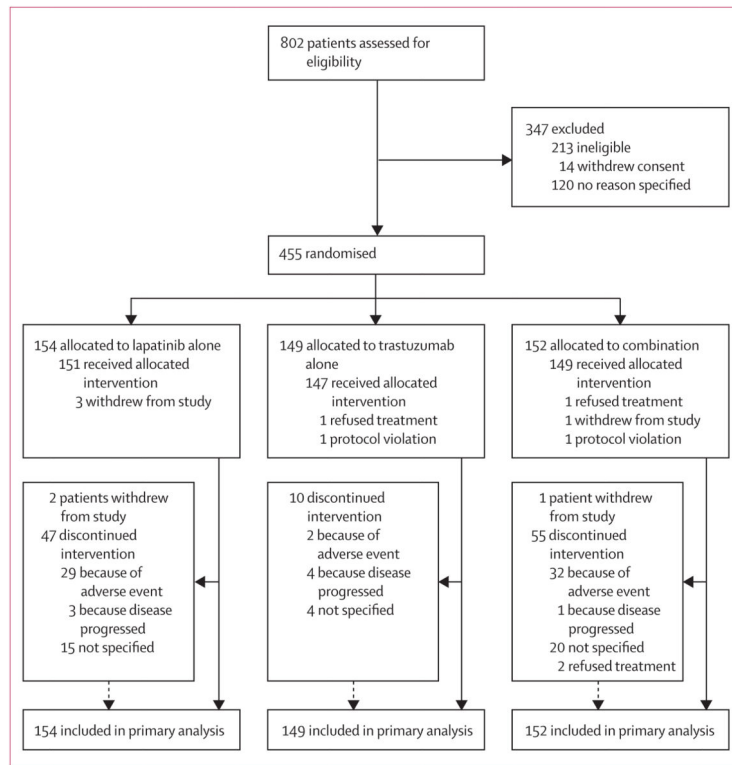 802 patients assessed for
eligibility
347 excluded
213 ineligible
14 withdrew consent
120 no reason specified
455 randomised
154 allocated to lapatinib alone
151 received allocated
intervention
3 withdrew from study
149 allocated to trastuzumab
alone
147 received allocated
intervention
1 refused treatment
1 protocol violation
152 allocated to combination
149 received allocated
intervention
1 refused treatment
1 withdrew from study
1 protocol violation
2 patients withdrew
from study
47 discontinued
intervention
29 because of
adverse event
3 because disease
progressed
15 not specified
10 discontinued
intervention
2 because of
adverse event
4 because disease
progressed
4 not specified
1 patient withdrew
from study
55 discontinued
intervention
32 because of
adverse event
1 because disease
progressed
20 not specified
2 refused treatment
154 included in primary analysis
149 included in primary analysis
152 included in primary analysis